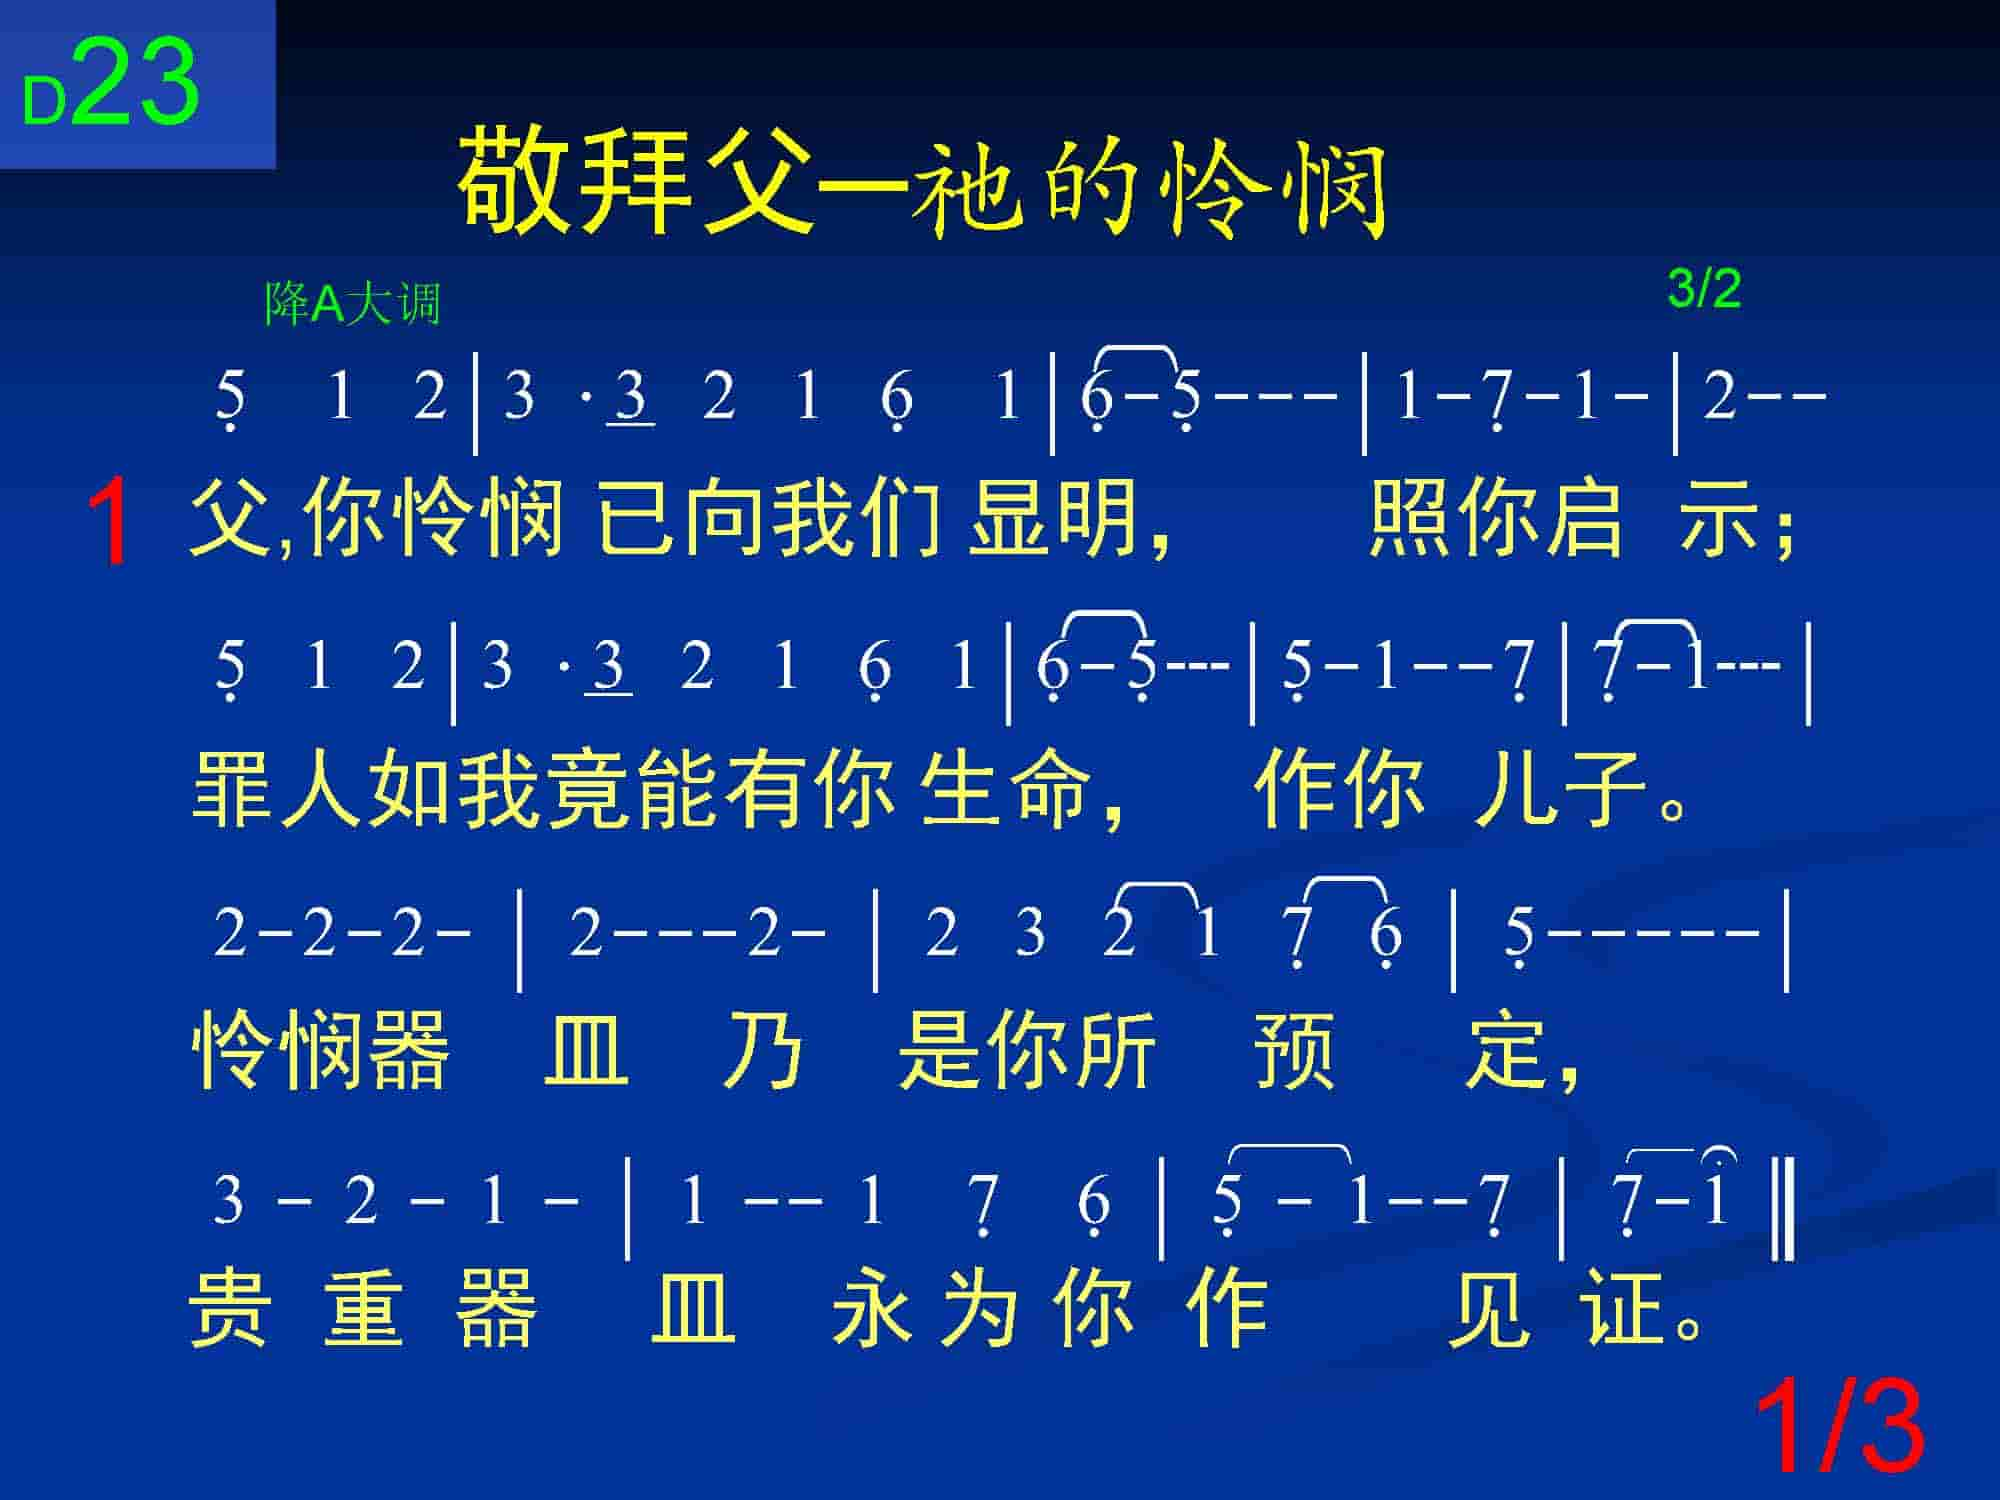 D23
敬拜父—祂的怜悯
降A大调 3/2
5̣ 1 2 | 3 · 3̲ 2 1 6̣ 1 | 6̣ - 5̣ - - - | 1 - 7̣ - 1 - | 2 - -
1 父,你怜悯 已向我们 显明， 照你启 示；
5̣ 1 2 | 3 · 3̲ 2 1 6̣ 1 | 6̣ - 5̣ - - - | 5̣ - 1 - - 7̣ | 7̣ - 1 - - - |
罪人如我竟能有你 生命， 作你 儿子。
2 - 2 - 2 - | 2 - - - 2 - | 2 3 2 1 7̣ 6̣ | 5̣ - - - - - |
怜悯器 皿 乃 是你所 预 定，
3 - 2 - 1 - | 1 - - 1 7̣ 6̣ | 5̣ - 1 - - 7̣ | 7̣ - 1 ‖
贵 重 器 皿 永 为 你 作 见 证。
1/3